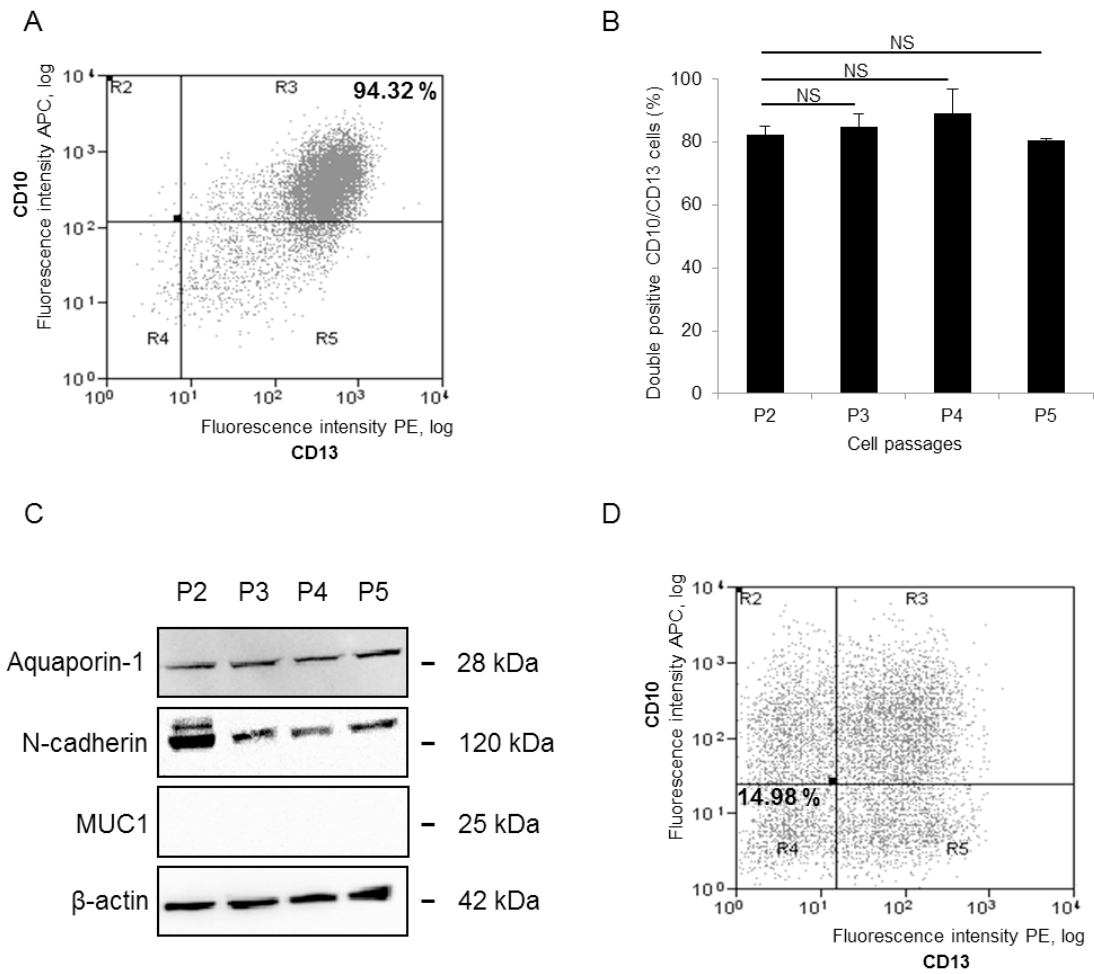 A
CD10
Fluorescence intensity APC, log
10⁴
10³
10²
10¹
10⁰
R2
R3
94.32 %
R4
R5
10⁰ 10¹ 10² 10³ 10⁴
Fluorescence intensity PE, log
CD13
B
Double positive CD10/CD13 cells (%)
NS
NS
NS
100
80
60
40
20
0
P2 P3 P4 P5
Cell passages
C
P2 P3 P4 P5
Aquaporin-1 – 28 kDa
N-cadherin – 120 kDa
MUC1 – 25 kDa
β-actin – 42 kDa
D
CD10
Fluorescence intensity APC, log
10⁴
10³
10²
10¹
10⁰
R2
R3
14.98 %
R4
R5
10⁰ 10¹ 10² 10³ 10⁴
Fluorescence intensity PE, log
CD13